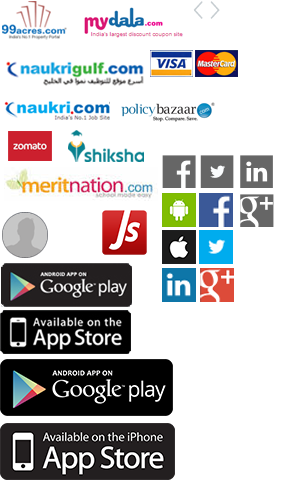 99acres.com
India's No.1 Property Portal
mydala.com
India's largest discount coupon site
naukrigulf.com
أسرع موقع للتوظيف نموا في الخليج
VISA
MasterCard
naukri.com
India's No.1 Job Site
policybazaar.com
Stop. Compare. Save.
zomato
shiksha
meritnation.com
school made easy
f
in
f
g+
Js
in
g+
ANDROID APP ON
Google play
Available on the
App Store
ANDROID APP ON
Google play
Available on the iPhone
App Store